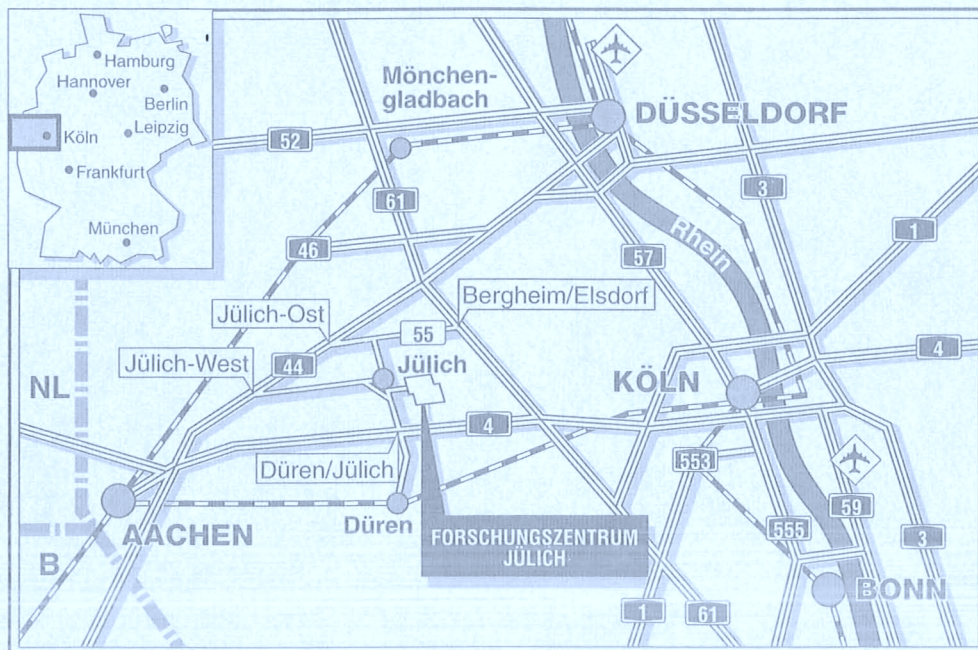 Hamburg
Hannover
Berlin
Köln
Leipzig
Frankfurt
München
Mönchen-
gladbach
DÜSSELDORF
52
3
61
1
46
Rhein
57
Bergheim/Elsdorf
Jülich-Ost
55
4
Jülich-West
44
Jülich
NL
KÖLN
4
553
Düren/Jülich
59
AACHEN
Düren
FORSCHUNGSZENTRUM
JÜLICH
555
3
B
BONN
1
61